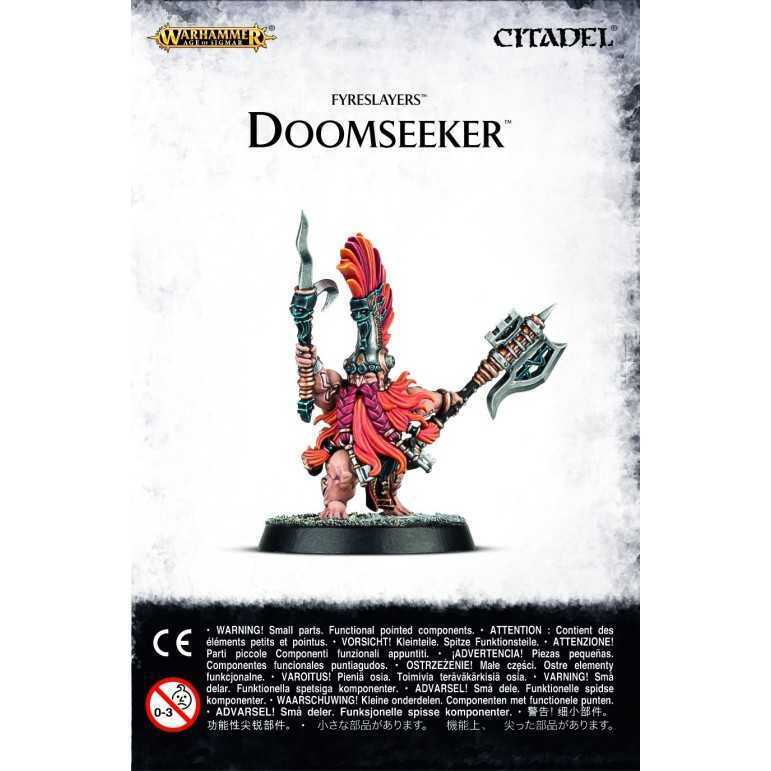 WARHAMMER
AGE OF SIGMAR
CITADEL
FYRESLAYERS™
DOOMSEEKER™
CE
0-3
• WARNING! Small parts. Functional pointed components. • ATTENTION : Contient des
éléments petits et pointus. • VORSICHT! Kleinteile. Spitze Funktionsteile. • ATTENZIONE!
Parti piccole Componenti funzionali appuntiti. • ¡ADVERTENCIA! Piezas pequeñas.
Componentes funcionales puntiagudos. • OSTRZEŻENIE! Małe części. Ostre elementy
funkcjonalne. • VAROITUS! Pieniä osia. Toimivia teräväkärkisiä osia. • VARNING! Små
delar. Funktionella spetsiga komponenter. • ADVARSEL! Små dele. Funktionelle spidse
komponenter. • WAARSCHUWING! Kleine onderdelen. Componenten met functionele punten.
• ADVARSEL! Små deler. Funksjonelle spisse komponenter. • 警告! 细小部件。
功能性尖锐部件。 • 小さな部品があります。 機能上、 尖った部品があります。